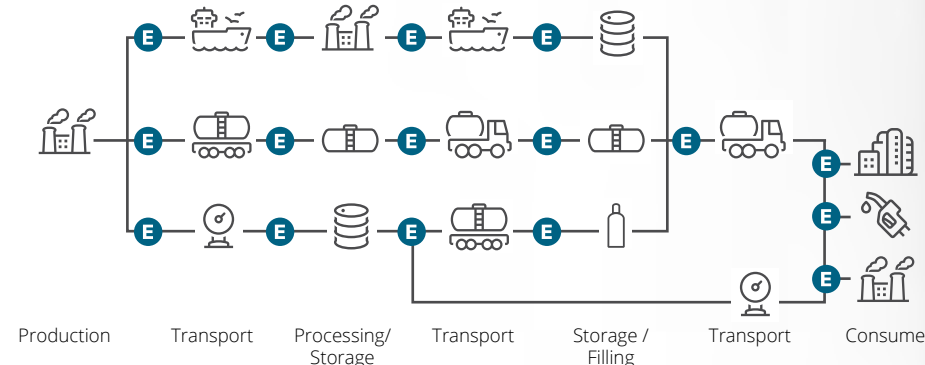 E E E E
E E E E E E
E
E E E E
E
Production Transport Processing/ Transport Storage / Transport Consume
Storage Filling